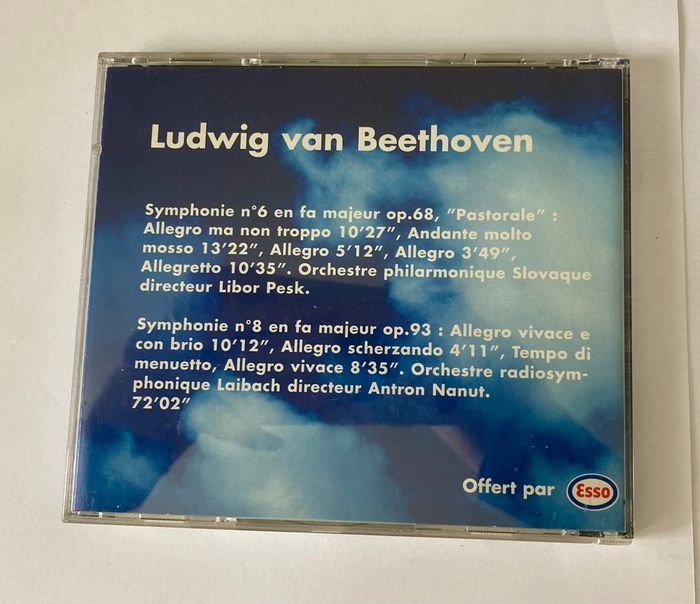 Ludwig van Beethoven
Symphonie n°6 en fa majeur op.68, "Pastorale" :
Allegro ma non troppo 10'27", Andante molto
mosso 13'22", Allegro 5'12", Allegro 3'49",
Allegretto 10'35". Orchestre philarmonique Slovaque
directeur Libor Pesk.
Symphonie n°8 en fa majeur op.93 : Allegro vivace e
con brio 10'12", Allegro scherzando 4'11", Tempo di
menuetto, Allegro vivace 8'35". Orchestre radiosym-
phonique Laibach directeur Antron Nanut.
72'02"
Offert par Esso